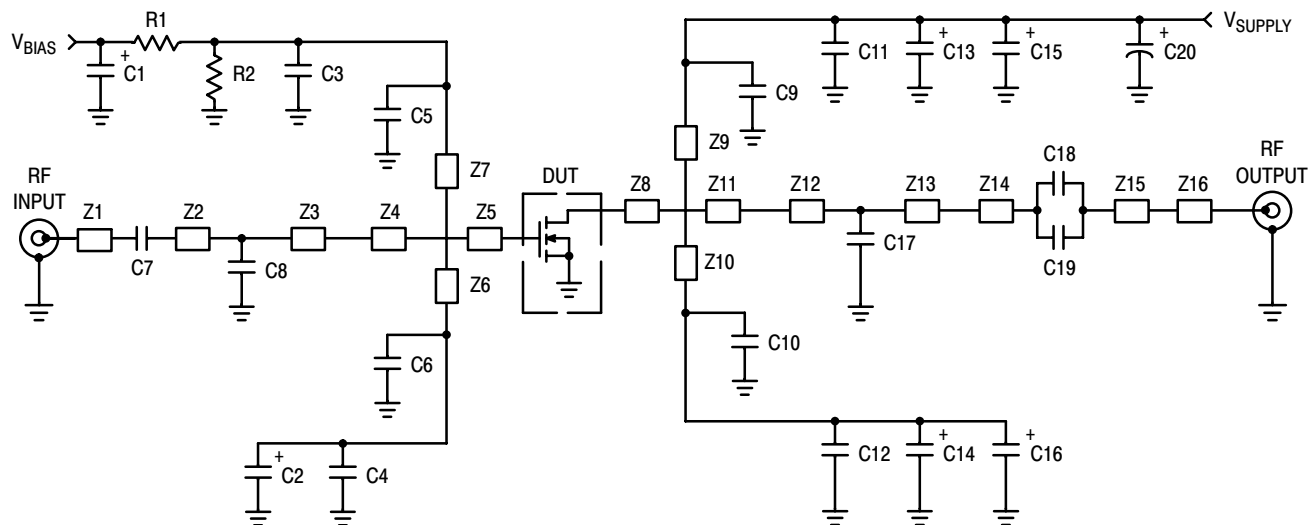 VBIAS
R1
+
C1
R2
C3
C5
Z7
RF
INPUT
Z1
C7
Z2
C8
Z3
Z4
Z5
Z6
C6
+
C2
C4
DUT
Z8
Z9
C9
C11
+
C13
+
C15
+
C20
VSUPPLY
Z11
Z12
C17
Z13
Z14
C18
C19
Z15
Z16
RF
OUTPUT
Z10
C10
C12
+
C14
+
C16